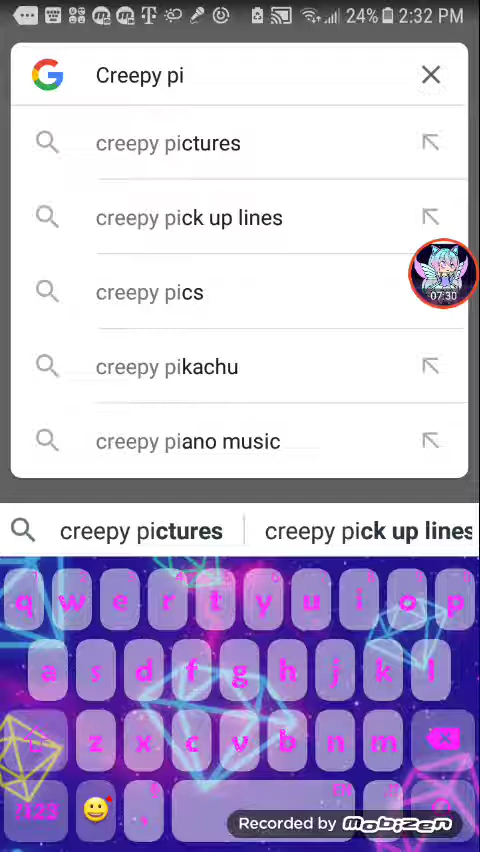 24% 2:32 PM
G Creepy pi
creepy pictures
creepy pick up lines
creepy pics
07:30
creepy pikachu
creepy piano music
creepy pictures creepy pick up lines
q w e r t y u i o p
a s d f g h j k l
z x c v b n m
?123 , EN
Recorded by mobizen